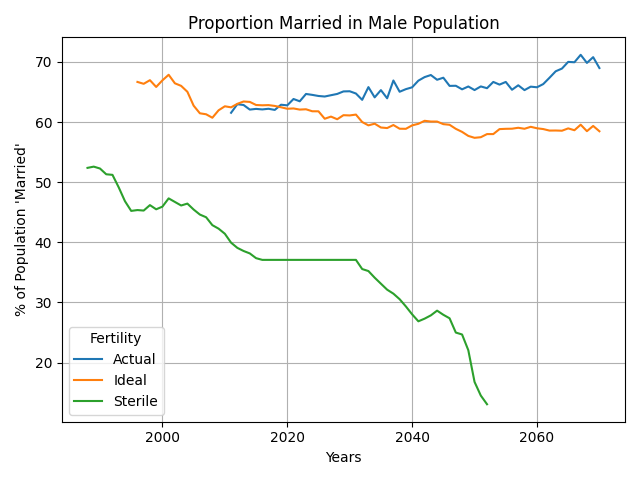 Proportion Married in Male Population
% of Population 'Married'
70
60
50
40
30
20
Fertility
Actual
Ideal
Sterile
2000 2020 2040 2060
Years